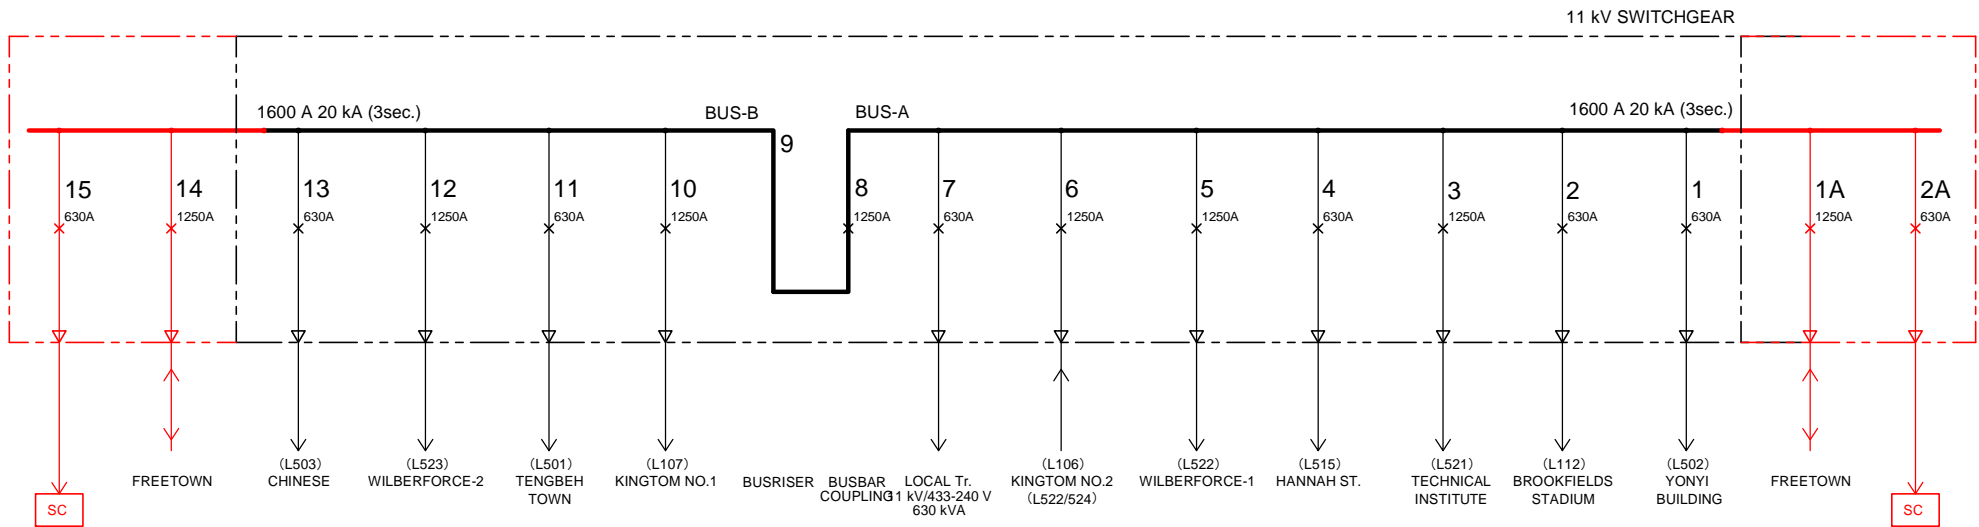 11 kV SWITCHGEAR
1600 A 20 kA (3sec.)
BUS-B
BUS-A
1600 A 20 kA (3sec.)
9
15
630A
14
1250A
13
630A
12
1250A
11
630A
10
1250A
8
1250A
7
630A
6
1250A
5
1250A
4
630A
3
1250A
2
630A
1
630A
1A
1250A
2A
630A
SC
FREETOWN
(L503)
CHINESE
(L523)
WILBERFORCE-2
(L501)
TENGBEH
TOWN
(L107)
KINGTOM NO.1
BUSRISER
BUSBAR
COUPLING
LOCAL Tr.
11 kV/433-240 V
630 kVA
(L106)
KINGTOM NO.2
(L522/524)
(L522)
WILBERFORCE-1
(L515)
HANNAH ST.
(L521)
TECHNICAL
INSTITUTE
(L112)
BROOKFIELDS
STADIUM
(L502)
YONYI
BUILDING
FREETOWN
SC